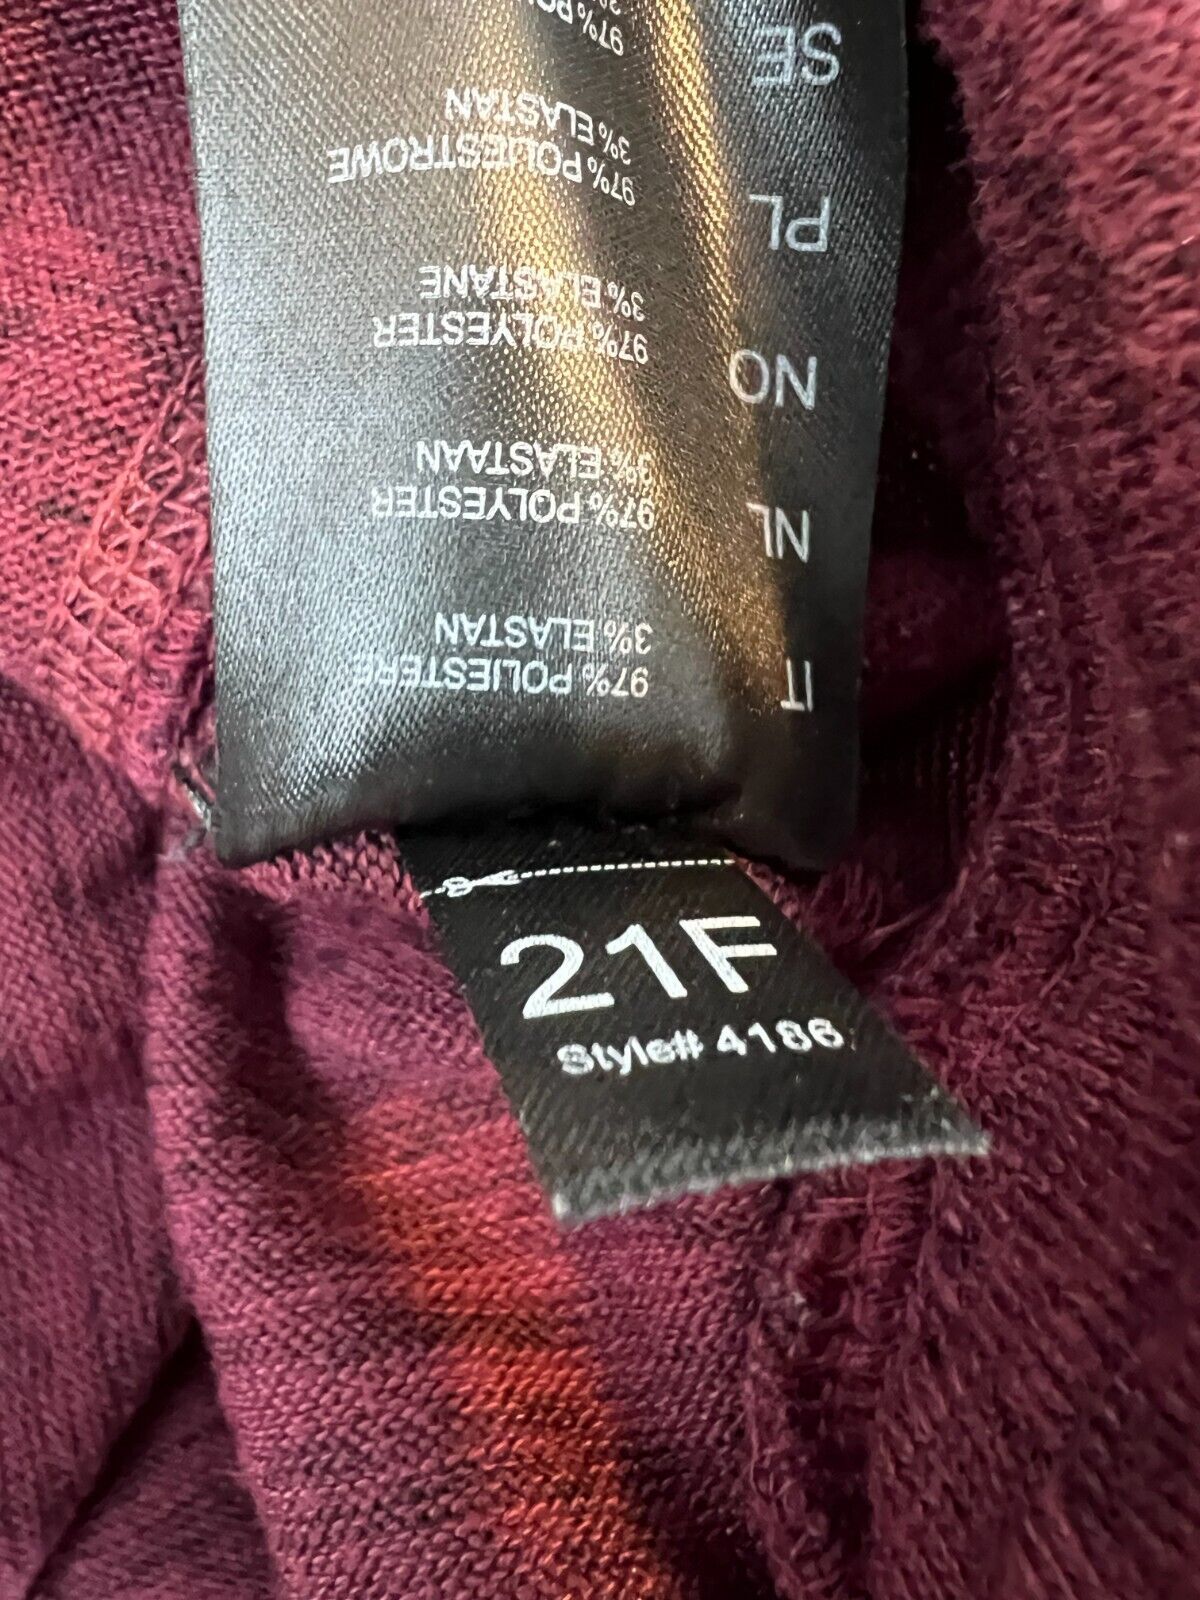 IT
97% POLIESTERE
3% ELASTAN
NL
97% POLYESTER
3% ELASTAAN
NO
97% POLYESTER
3% ELASTANE
PL
97% POLIESTROWE
3% ELASTAN
SE
21F
Style# 4186